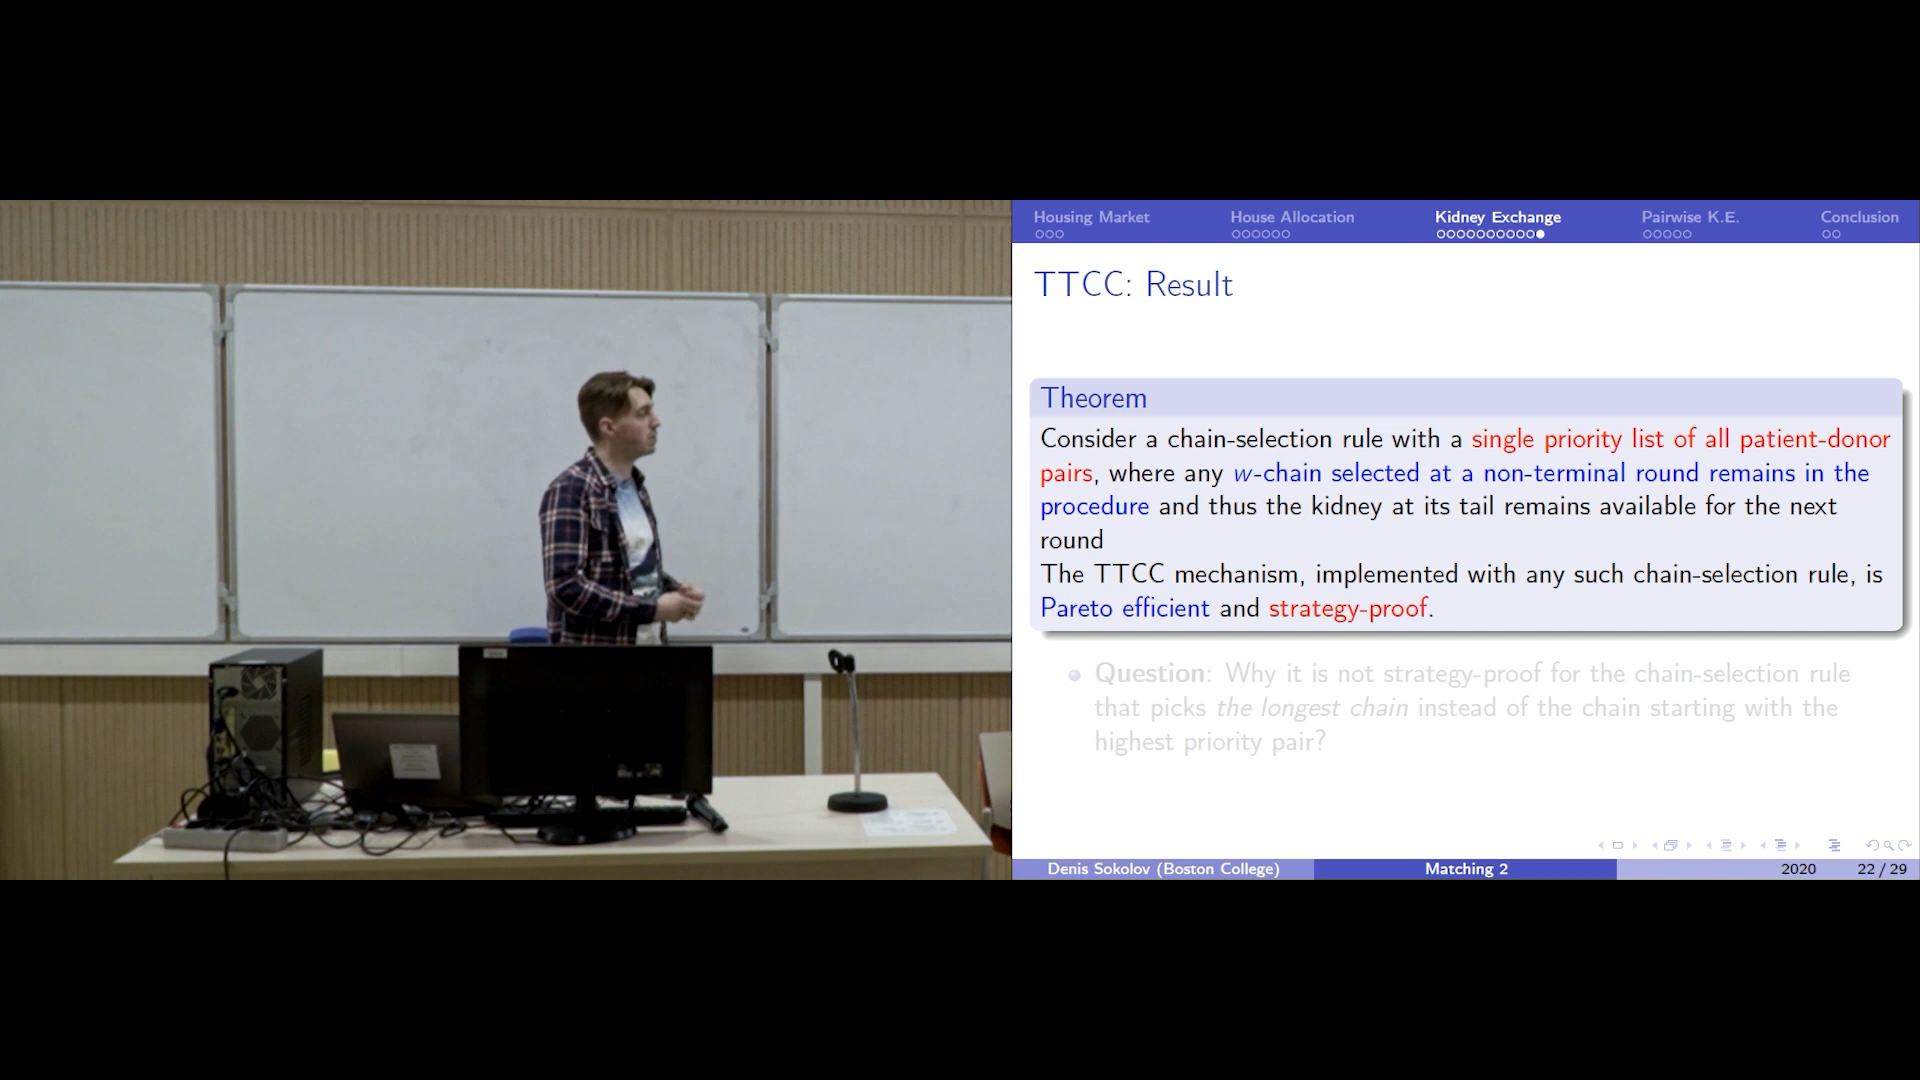 Housing Market House Allocation Kidney Exchange Pairwise K.E. Conclusion
TTCC: Result
Theorem
Consider a chain-selection rule with a single priority list of all patient-donor
pairs, where any w-chain selected at a non-terminal round remains in the
procedure and thus the kidney at its tail remains available for the next
round
The TTCC mechanism, implemented with any such chain-selection rule, is
Pareto efficient and strategy-proof.
Question: Why it is not strategy-proof for the chain-selection rule
that picks the longest chain instead of the chain starting with the
highest priority pair?
Denis Sokolov (Boston College) Matching 2 2020 22 / 29